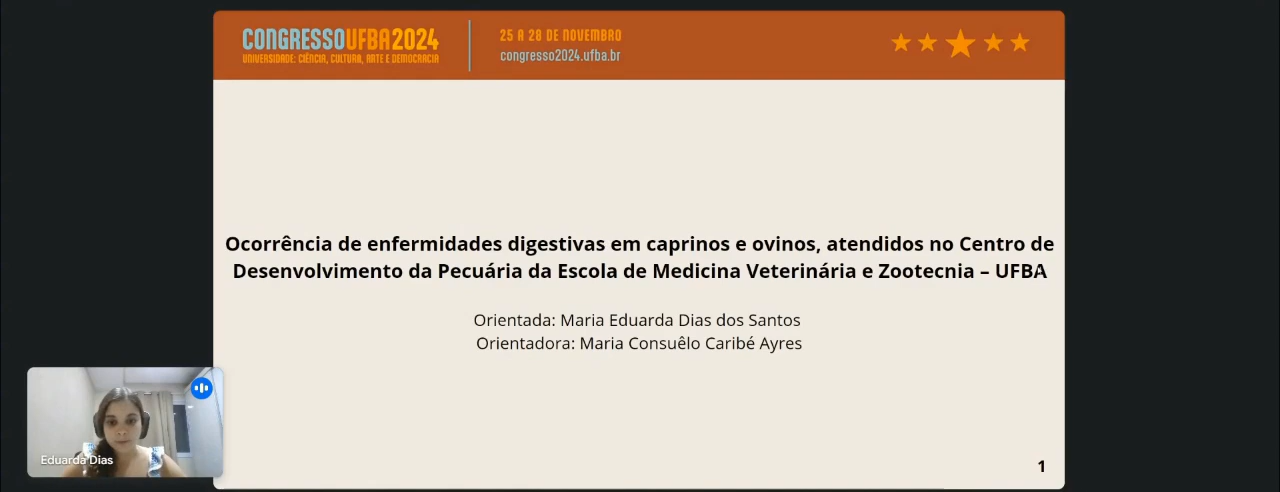 CONGRESSOUFBA2024
UNIVERSIDADE: CIÊNCIA, CULTURA, ARTE E DEMOCRACIA
25 A 28 DE NOVEMBRO
congresso2024.ufba.br
Ocorrência de enfermidades digestivas em caprinos e ovinos, atendidos no Centro de
Desenvolvimento da Pecuária da Escola de Medicina Veterinária e Zootecnia – UFBA
Orientada: Maria Eduarda Dias dos Santos
Orientadora: Maria Consuêlo Caribé Ayres
Eduarda Dias
1